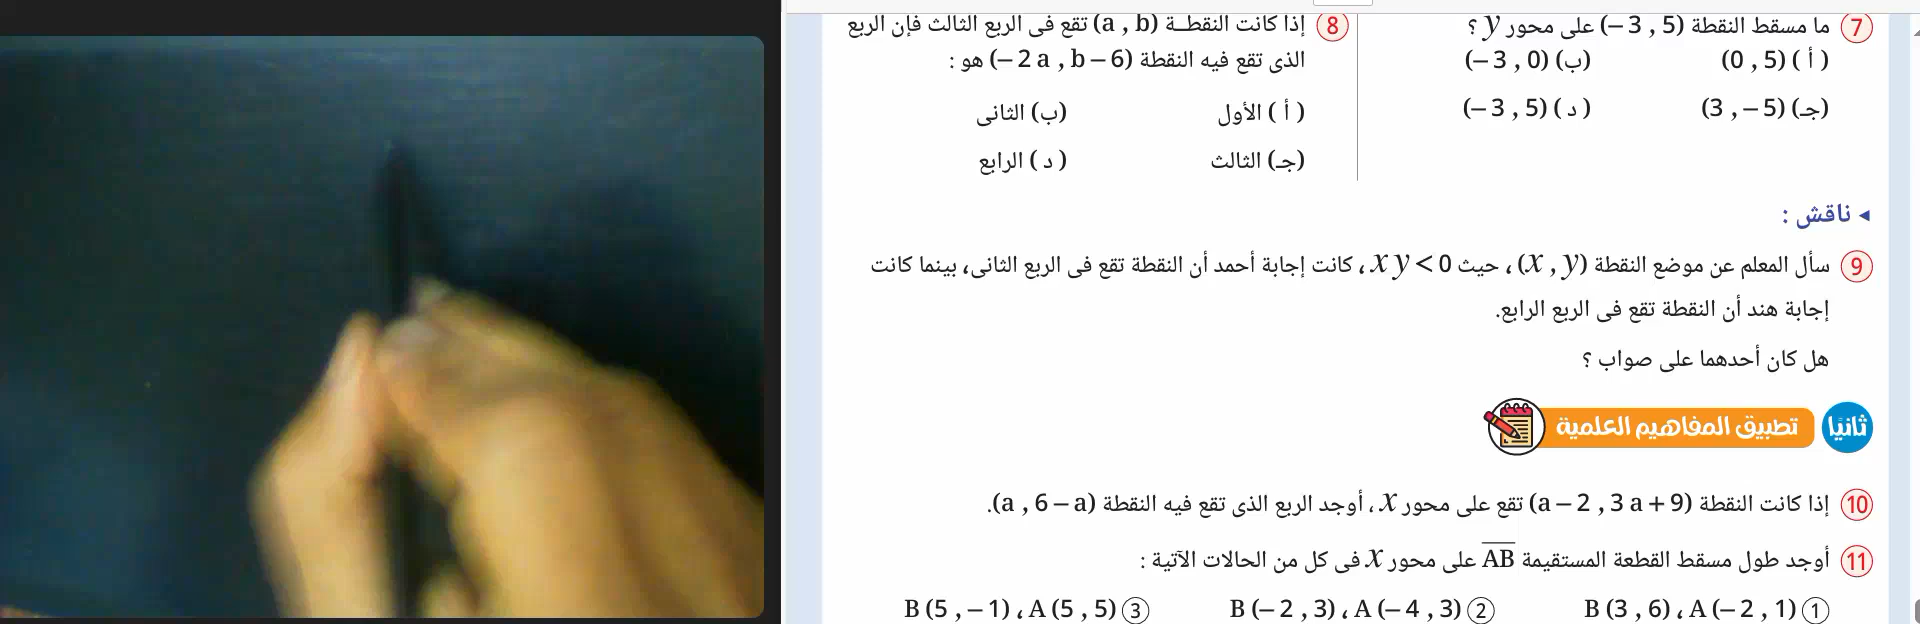 7 ما مسقط النقطة (– 3 , 5) على محور y ؟
( أ ) (0 , 5) (ب) (– 3 , 0)
(جـ) (3 , – 5) ( د ) (– 3 , 5)
8 إذا كانت النقطــة (a , b) تقع فى الربع الثالث فإن الربع
الذى تقع فيه النقطة (– 2 a , b – 6) هو :
( أ ) الأول (ب) الثانى
(جـ) الثالث ( د ) الرابع
◂ ناقش :
9 سأل المعلم عن موضع النقطة (x , y) ، حيث x y < 0 ، كانت إجابة أحمد أن النقطة تقع فى الربع الثانى، بينما كانت
إجابة هند أن النقطة تقع فى الربع الرابع.
هل كان أحدهما على صواب ؟
ثانيًا تطبيق المفاهيم العلمية
10 إذا كانت النقطة (a – 2 , 3 a + 9) تقع على محور x ، أوجد الربع الذى تقع فيه النقطة (a , 6 – a).
11 أوجد طول مسقط القطعة المستقيمة AB على محور x فى كل من الحالات الآتية :
1 A (– 2 , 1) ، B (3 , 6) 2 A (– 4 , 3) ، B (– 2 , 3) 3 A (5 , 5) ، B (5 , – 1)